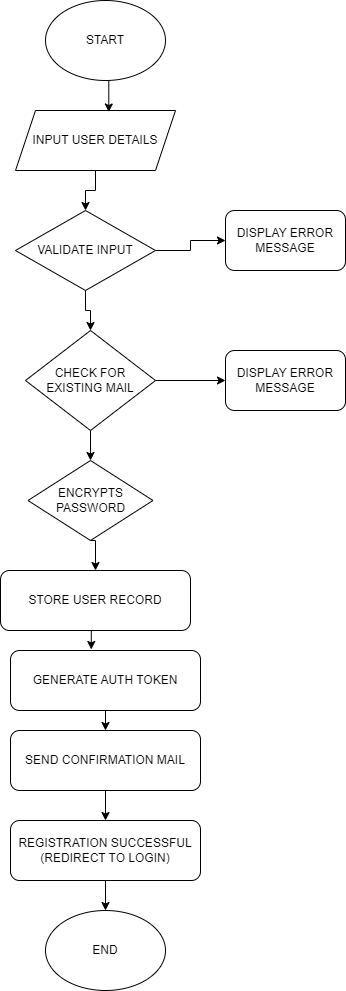 START
INPUT USER DETAILS
VALIDATE INPUT
DISPLAY ERROR
MESSAGE
CHECK FOR
EXISTING MAIL
DISPLAY ERROR
MESSAGE
ENCRYPTS
PASSWORD
STORE USER RECORD
GENERATE AUTH TOKEN
SEND CONFIRMATION MAIL
REGISTRATION SUCCESSFUL
(REDIRECT TO LOGIN)
END